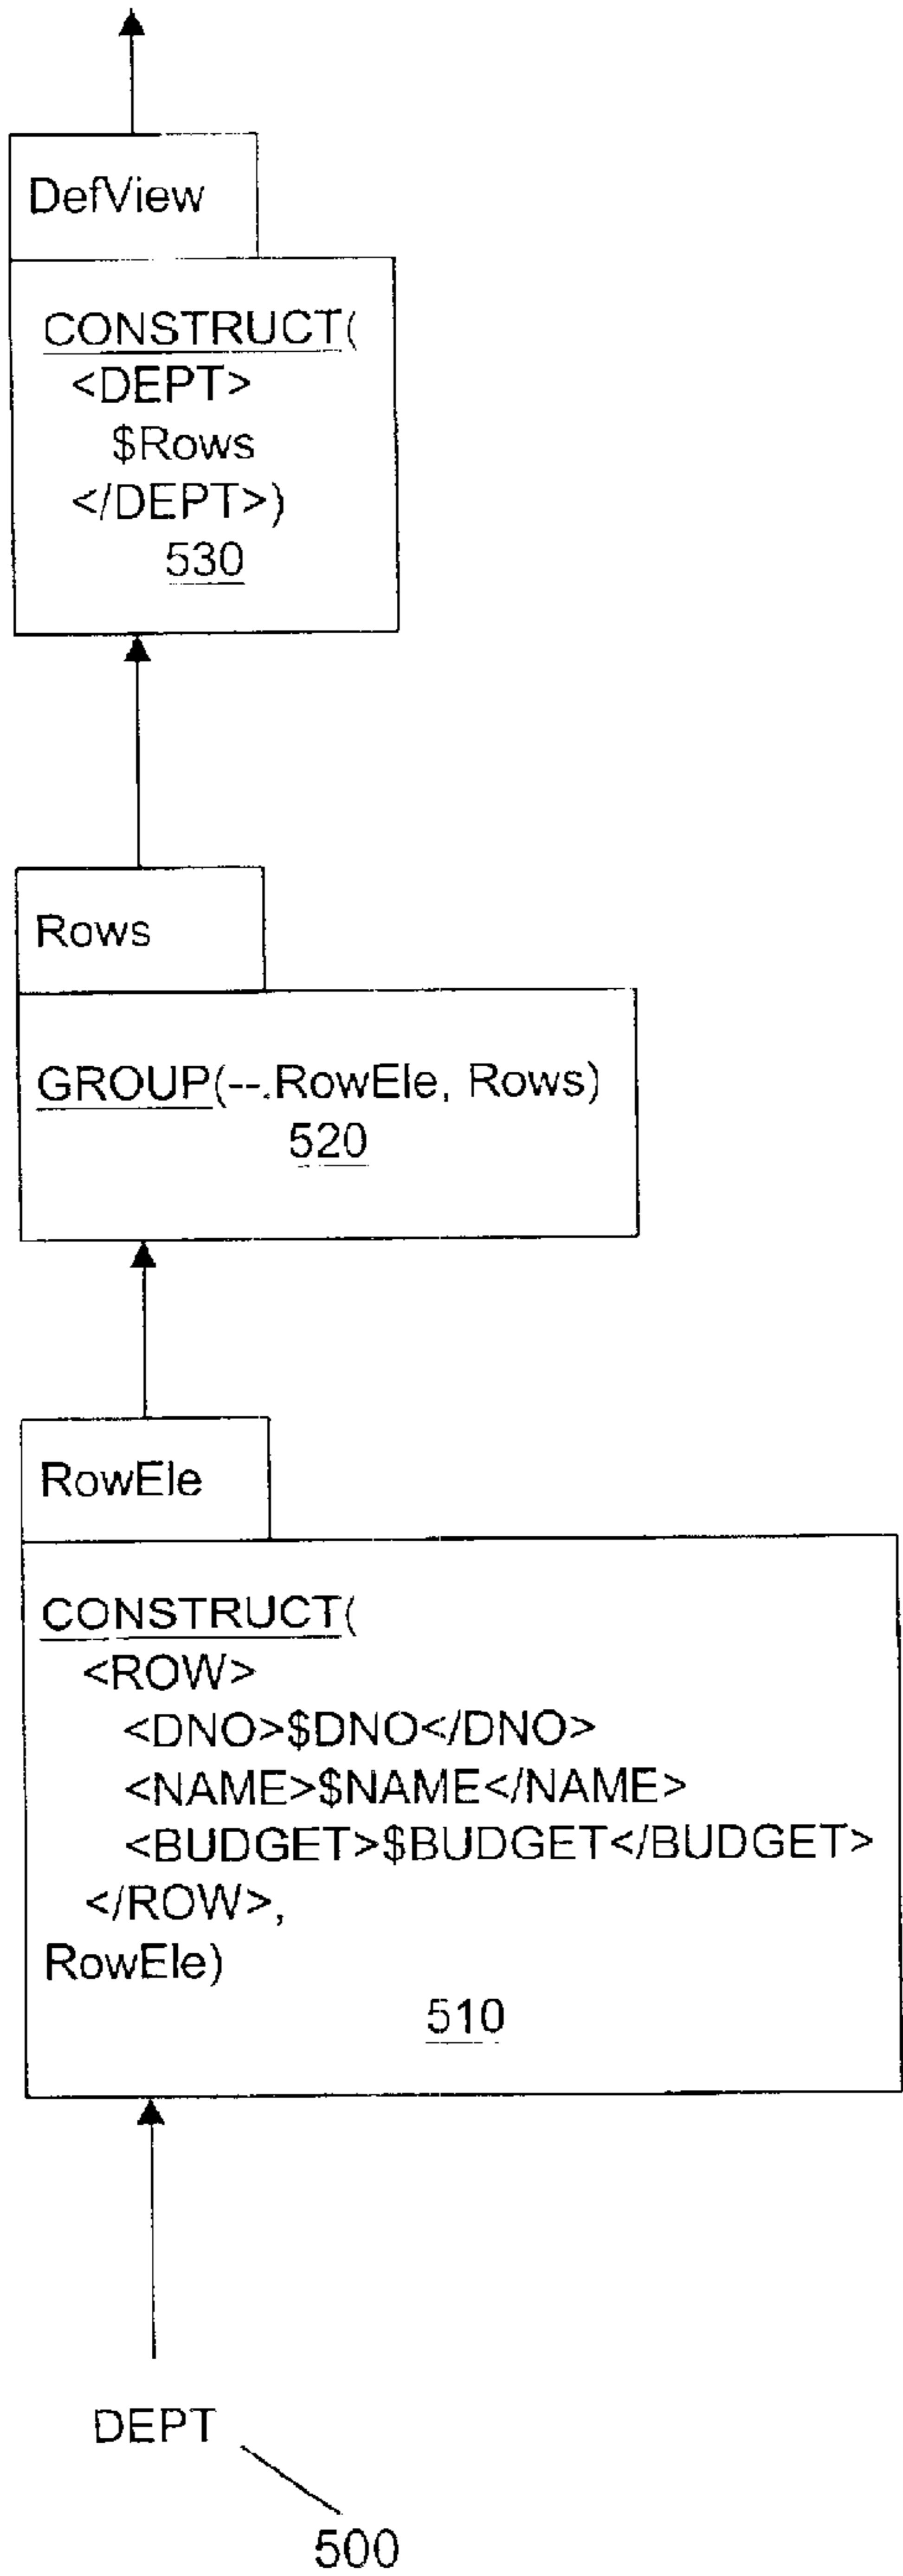 DefView
CONSTRUCT(
<DEPT>
$Rows
</DEPT>)
530
Rows
GROUP(--.RowEle, Rows)
520
RowEle
CONSTRUCT(
<ROW>
<DNO>$DNO</DNO>
<NAME>$NAME</NAME>
<BUDGET>$BUDGET</BUDGET>
</ROW>,
RowEle)
510
DEPT
500